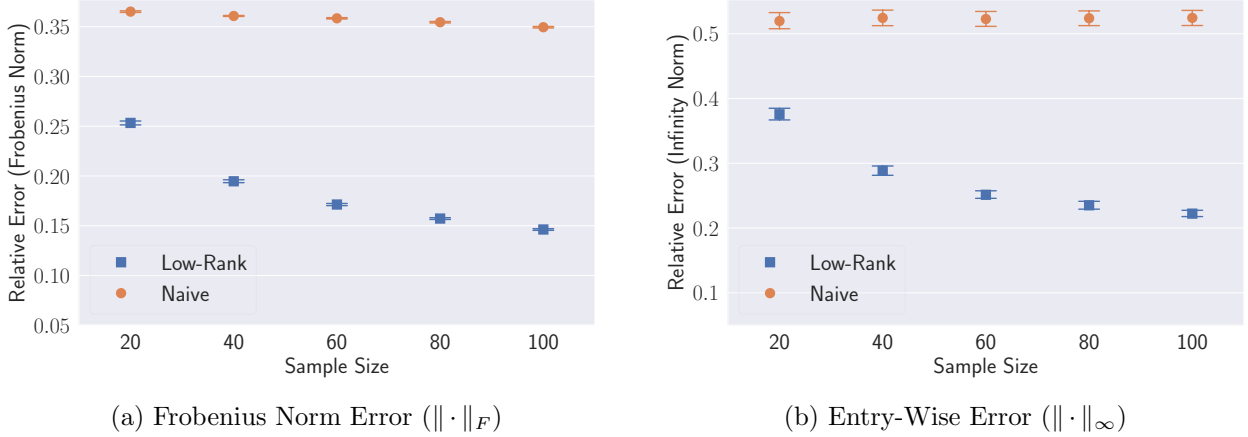 Relative Error (Frobenius Norm)
0.35
0.30
0.25
0.20
0.15
0.10
0.05
Low-Rank
Naive
20 40 60 80 100
Sample Size
(a) Frobenius Norm Error (‖ · ‖F)
Relative Error (Infinity Norm)
0.5
0.4
0.3
0.2
0.1
Low-Rank
Naive
20 40 60 80 100
Sample Size
(b) Entry-Wise Error (‖ · ‖∞)